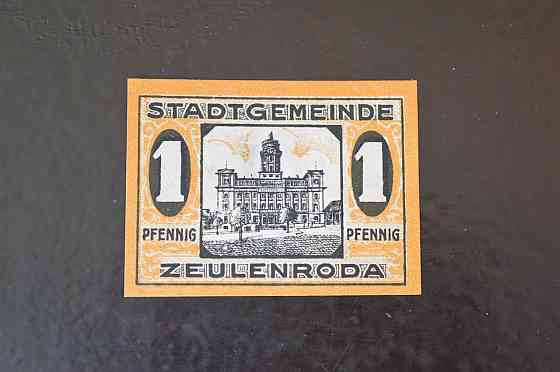 STADTGEMEINDE
1 1
PFENNIG PFENNIG
ZEULENRODA